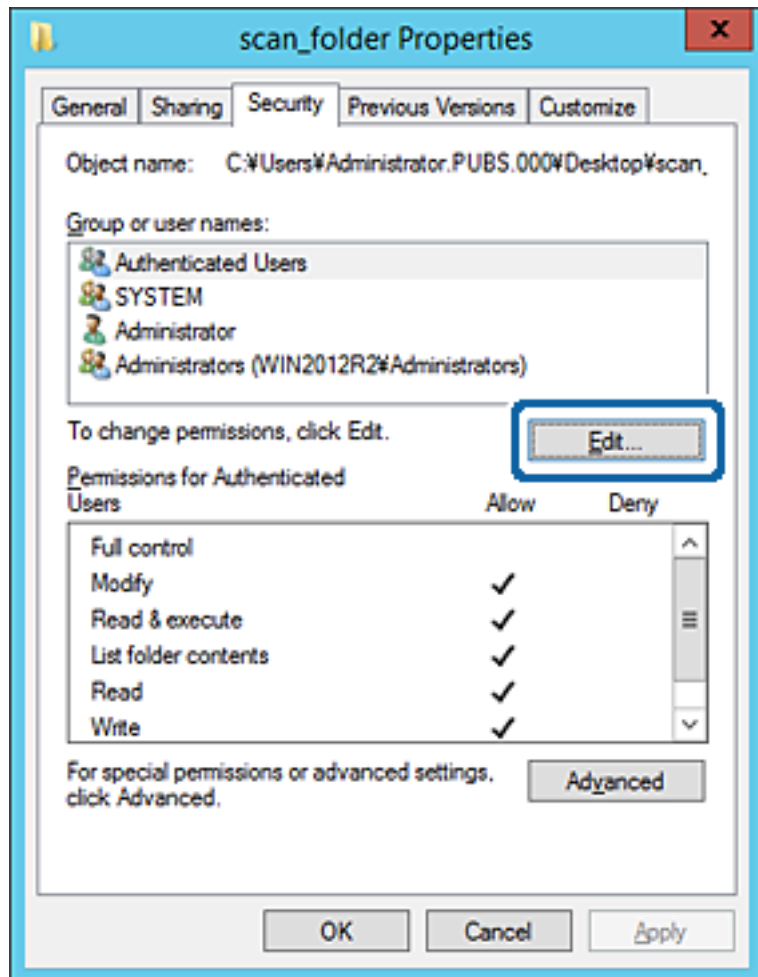 scan_folder Properties
x
General Sharing Security Previous Versions Customize
Object name: C:¥Users¥Administrator.PUBS.000¥Desktop¥scan_
Group or user names:
Authenticated Users
SYSTEM
Administrator
Administrators (WIN2012R2¥Administrators)
To change permissions, click Edit.
Edit...
Permissions for Authenticated
Users Allow Deny
Full control
Modify
Read & execute
List folder contents
Read
Write
For special permissions or advanced settings,
click Advanced.
Advanced
OK Cancel Apply